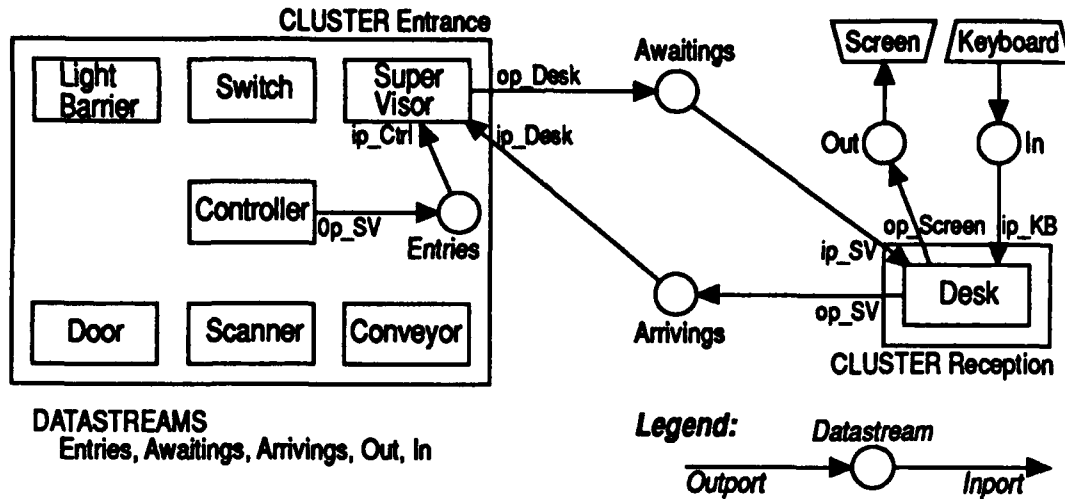 CLUSTER Entrance
Light
Barrier
Switch
Super
Visor
op_Desk
Awaitings
Screen
Keyboard
ip_Ctrl
ip_Desk
Out
In
Controller
Op_SV
Entries
op_Screen
ip_KB
ip_SV
Desk
Door
Scanner
Conveyor
Arrivings
op_SV
CLUSTER Reception
DATASTREAMS
Entries, Awaitings, Arrivings, Out, In
Legend:
Datastream
Outport
Inport